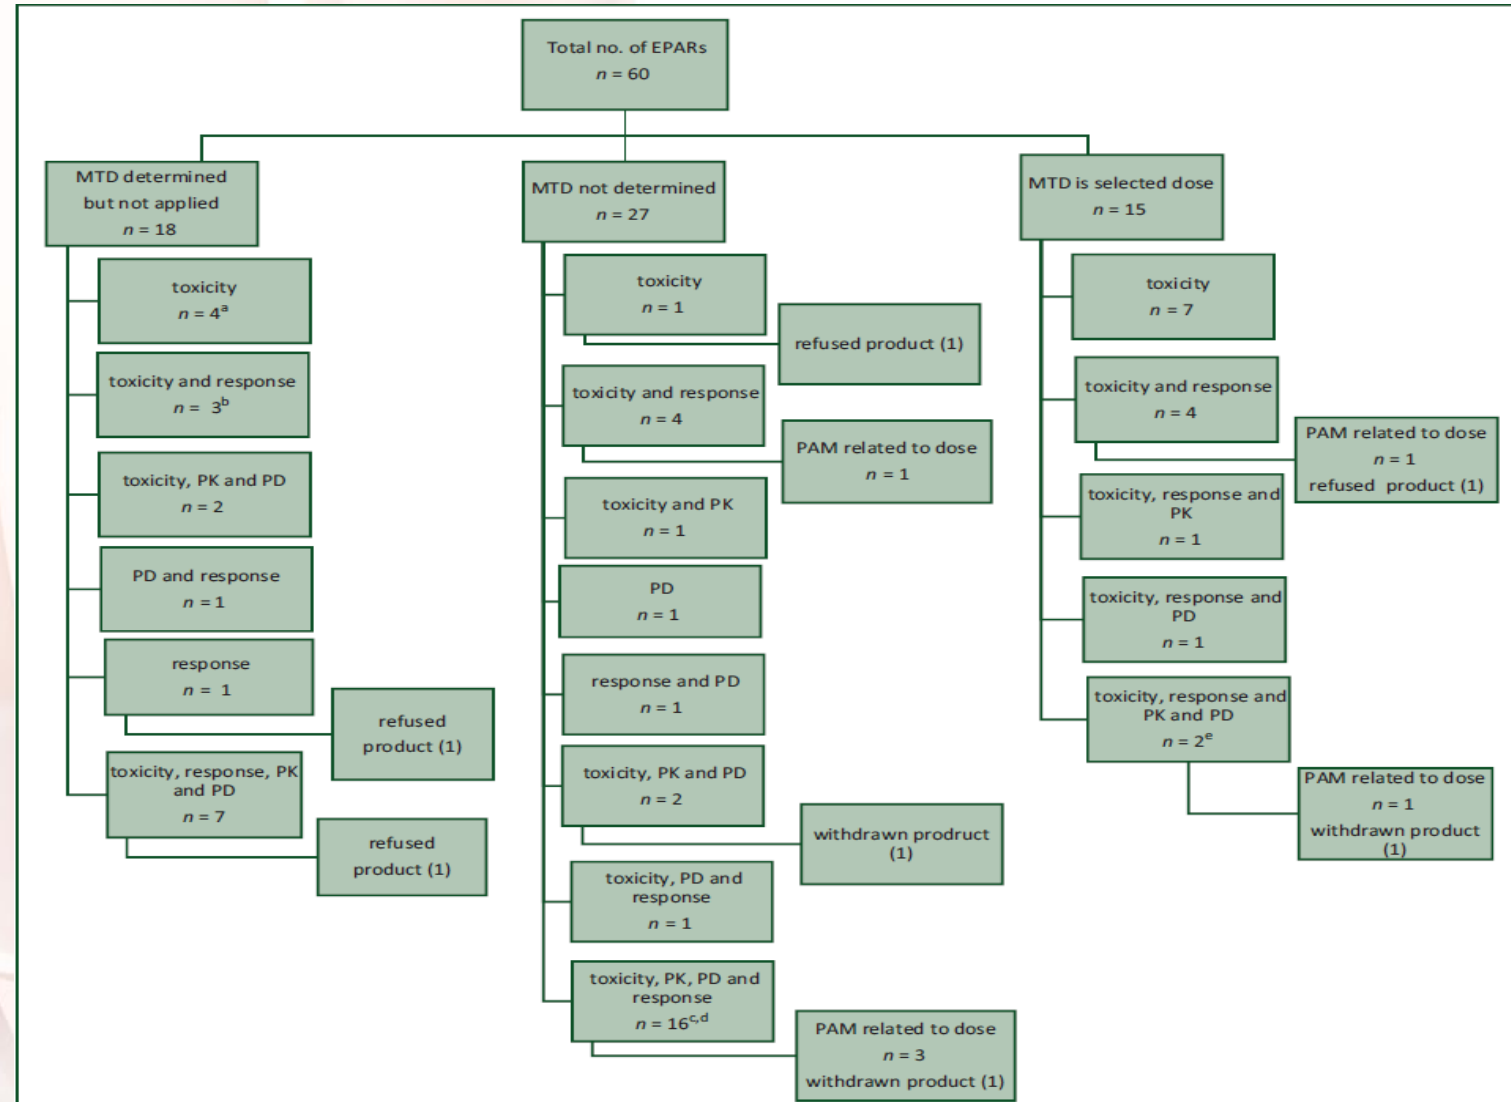 Total no. of EPARs
n = 60
MTD determined
but not applied
n = 18
toxicity
n = 4a
toxicity and response
n = 3b
toxicity, PK and PD
n = 2
PD and response
n = 1
response
n = 1
refused
product (1)
toxicity, response, PK
and PD
n = 7
refused
product (1)
MTD not determined
n = 27
toxicity
n = 1
refused product (1)
toxicity and response
n = 4
PAM related to dose
n = 1
toxicity and PK
n = 1
PD
n = 1
response and PD
n = 1
toxicity, PK and PD
n = 2
withdrawn prodruct
(1)
toxicity, PD and
response
n = 1
toxicity, PK, PD and
response
n = 16c,d
PAM related to dose
n = 3
withdrawn product (1)
MTD is selected dose
n = 15
toxicity
n = 7
toxicity and response
n = 4
PAM related to dose
n = 1
refused product (1)
toxicity, response and
PK
n = 1
toxicity, response and
PD
n = 1
toxicity, response and
PK and PD
n = 2e
PAM related to dose
n = 1
withdrawn product
(1)